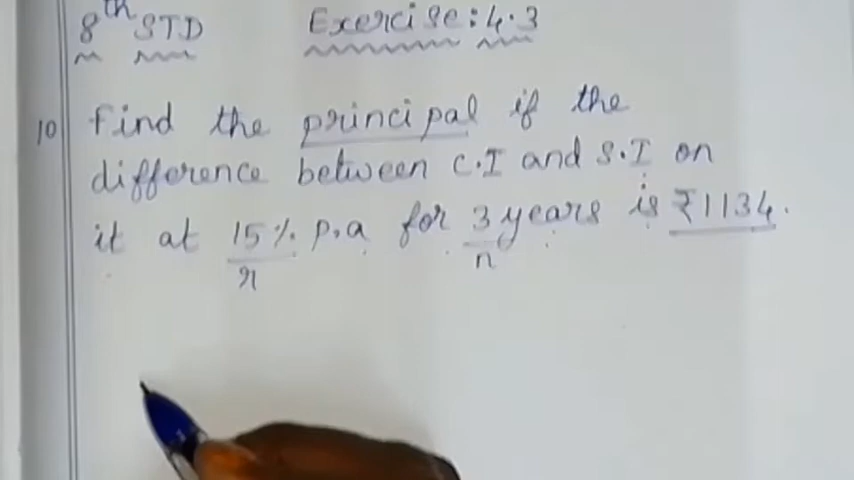 8th STD Exercise: 4.3
10 Find the principal if the
difference between C.I and S.I on
it at 15% p.a for 3 years is ₹1134.
r n